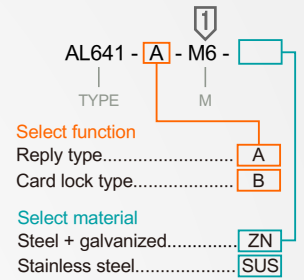 1
AL641 - A - M6 -
TYPE M
Select function
Reply type.................................. A
Card lock type............................ B
Select material
Steel + galvanized.............. ZN
Stainless steel..................... SUS